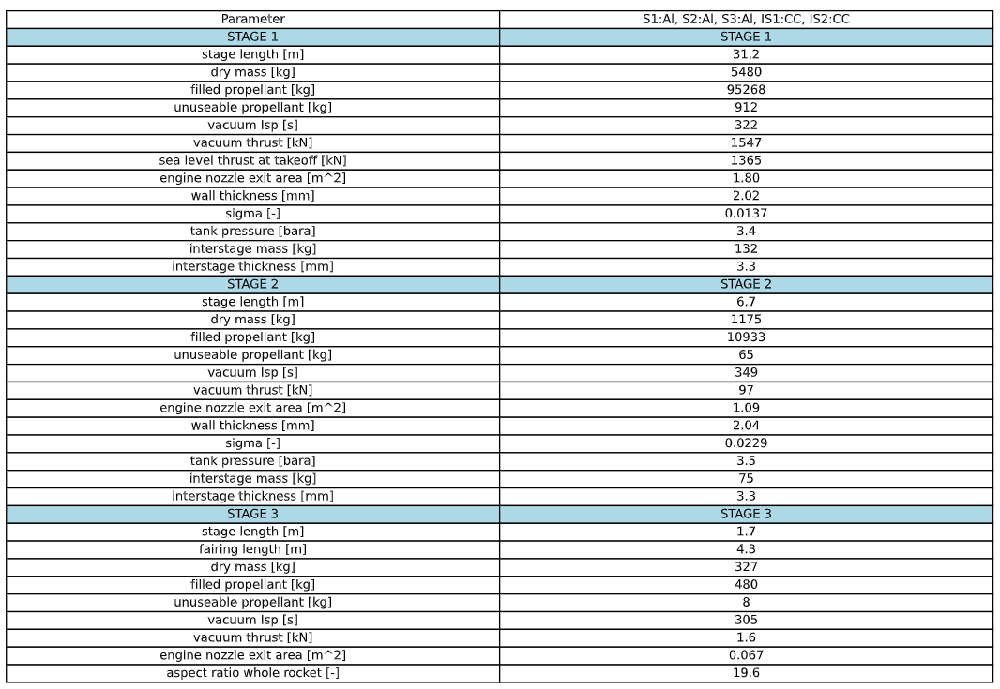 Parameter S1:Al, S2:Al, S3:Al, IS1:CC, IS2:CC
STAGE 1 STAGE 1
stage length [m] 31.2
dry mass [kg] 5480
filled propellant [kg] 95268
unuseable propellant [kg] 912
vacuum Isp [s] 322
vacuum thrust [kN] 1547
sea level thrust at takeoff [kN] 1365
engine nozzle exit area [m^2] 1.80
wall thickness [mm] 2.02
sigma [-] 0.0137
tank pressure [bara] 3.4
interstage mass [kg] 132
interstage thickness [mm] 3.3
STAGE 2 STAGE 2
stage length [m] 6.7
dry mass [kg] 1175
filled propellant [kg] 10933
unuseable propellant [kg] 65
vacuum Isp [s] 349
vacuum thrust [kN] 97
engine nozzle exit area [m^2] 1.09
wall thickness [mm] 2.04
sigma [-] 0.0229
tank pressure [bara] 3.5
interstage mass [kg] 75
interstage thickness [mm] 3.3
STAGE 3 STAGE 3
stage length [m] 1.7
fairing length [m] 4.3
dry mass [kg] 327
filled propellant [kg] 480
unuseable propellant [kg] 8
vacuum Isp [s] 305
vacuum thrust [kN] 1.6
engine nozzle exit area [m^2] 0.067
aspect ratio whole rocket [-] 19.6